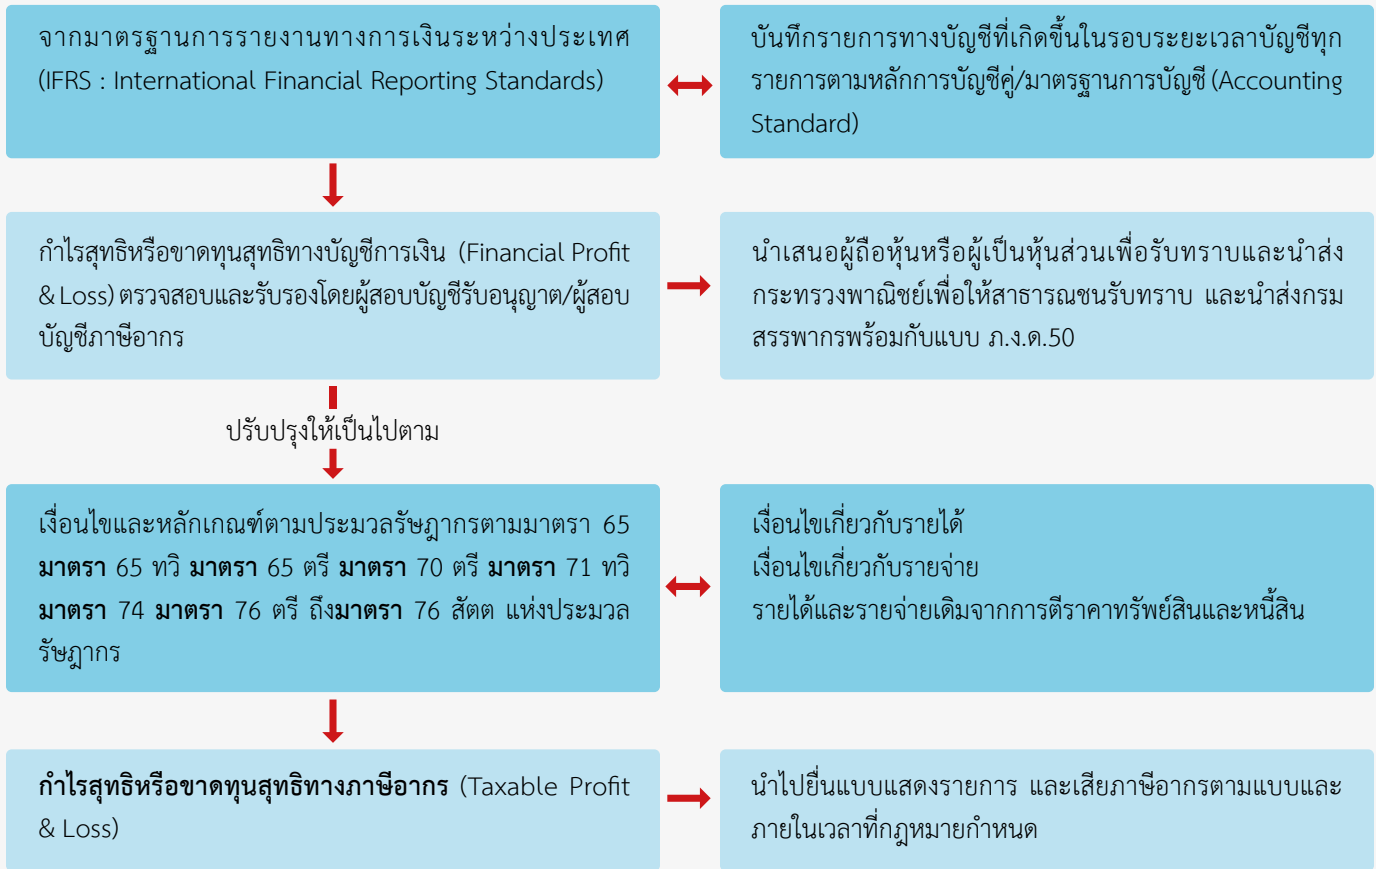 จากมาตรฐานการรายงานทางการเงินระหว่างประเทศ
(IFRS : International Financial Reporting Standards)
บันทึกรายการทางบัญชีที่เกิดขึ้นในรอบระยะเวลาบัญชีทุก
รายการตามหลักการบัญชีคู่/มาตรฐานการบัญชี (Accounting
Standard)
กำไรสุทธิหรือขาดทุนสุทธิทางบัญชีการเงิน (Financial Profit
& Loss) ตรวจสอบและรับรองโดยผู้สอบบัญชีรับอนุญาต/ผู้สอบ
บัญชีภาษีอากร
นำเสนอผู้ถือหุ้นหรือผู้เป็นหุ้นส่วนเพื่อรับทราบและนำส่ง
กระทรวงพาณิชย์เพื่อให้สาธารณชนรับทราบ และนำส่งกรม
สรรพากรพร้อมกับแบบ ภ.ง.ด.50
ปรับปรุงให้เป็นไปตาม
เงื่อนไขและหลักเกณฑ์ตามประมวลรัษฎากรตามมาตรา 65
มาตรา 65 ทวิ มาตรา 65 ตรี มาตรา 70 ตรี มาตรา 71 ทวิ
มาตรา 74 มาตรา 76 ตรี ถึงมาตรา 76 สัตต แห่งประมวล
รัษฎากร
เงื่อนไขเกี่ยวกับรายได้
เงื่อนไขเกี่ยวกับรายจ่าย
รายได้และรายจ่ายเดิมจากการตีราคาทรัพย์สินและหนี้สิน
กำไรสุทธิหรือขาดทุนสุทธิทางภาษีอากร (Taxable Profit
& Loss)
นำไปยื่นแบบแสดงรายการ และเสียภาษีอากรตามแบบและ
ภายในเวลาที่กฎหมายกำหนด